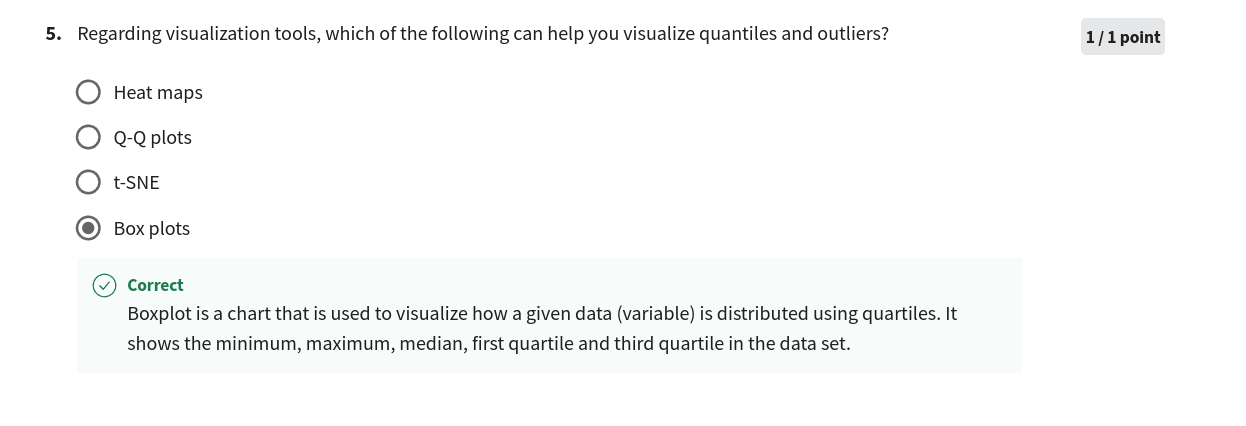 5. Regarding visualization tools, which of the following can help you visualize quantiles and outliers?
1 / 1 point
Heat maps
Q-Q plots
t-SNE
Box plots
Correct
Boxplot is a chart that is used to visualize how a given data (variable) is distributed using quartiles. It
shows the minimum, maximum, median, first quartile and third quartile in the data set.